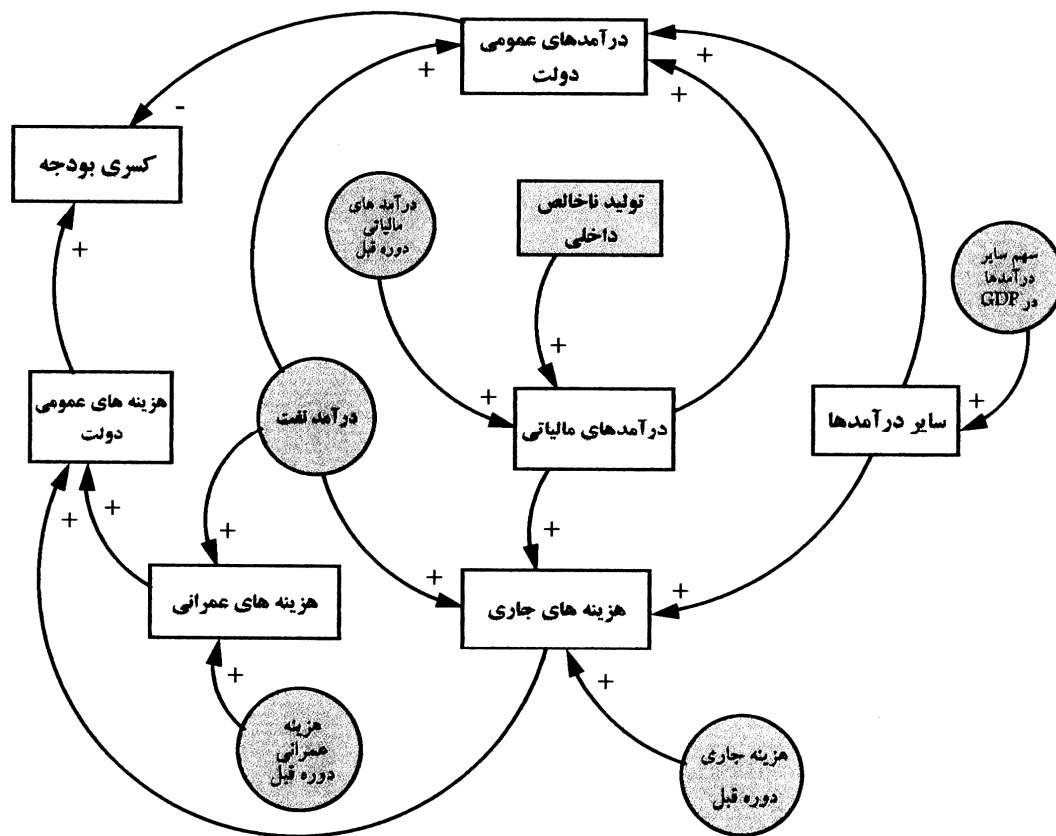 درآمدهای عمومی
دولت
+
+
+
-
کسری بودجه
+
درآمد های
مالیاتی
دوره قبل
تولید ناخالص
داخلی
سهم سایر
درآمدها
در GDP
+
+
+
هزینه های عمومی
دولت
درآمد نفت
درآمدهای مالیاتی
سایر درآمدها
+
+
+
+
+
+
هزینه های عمرانی
هزینه های جاری
+
+
هزینه
عمرانی
دوره قبل
هزینه جاری
دوره قبل